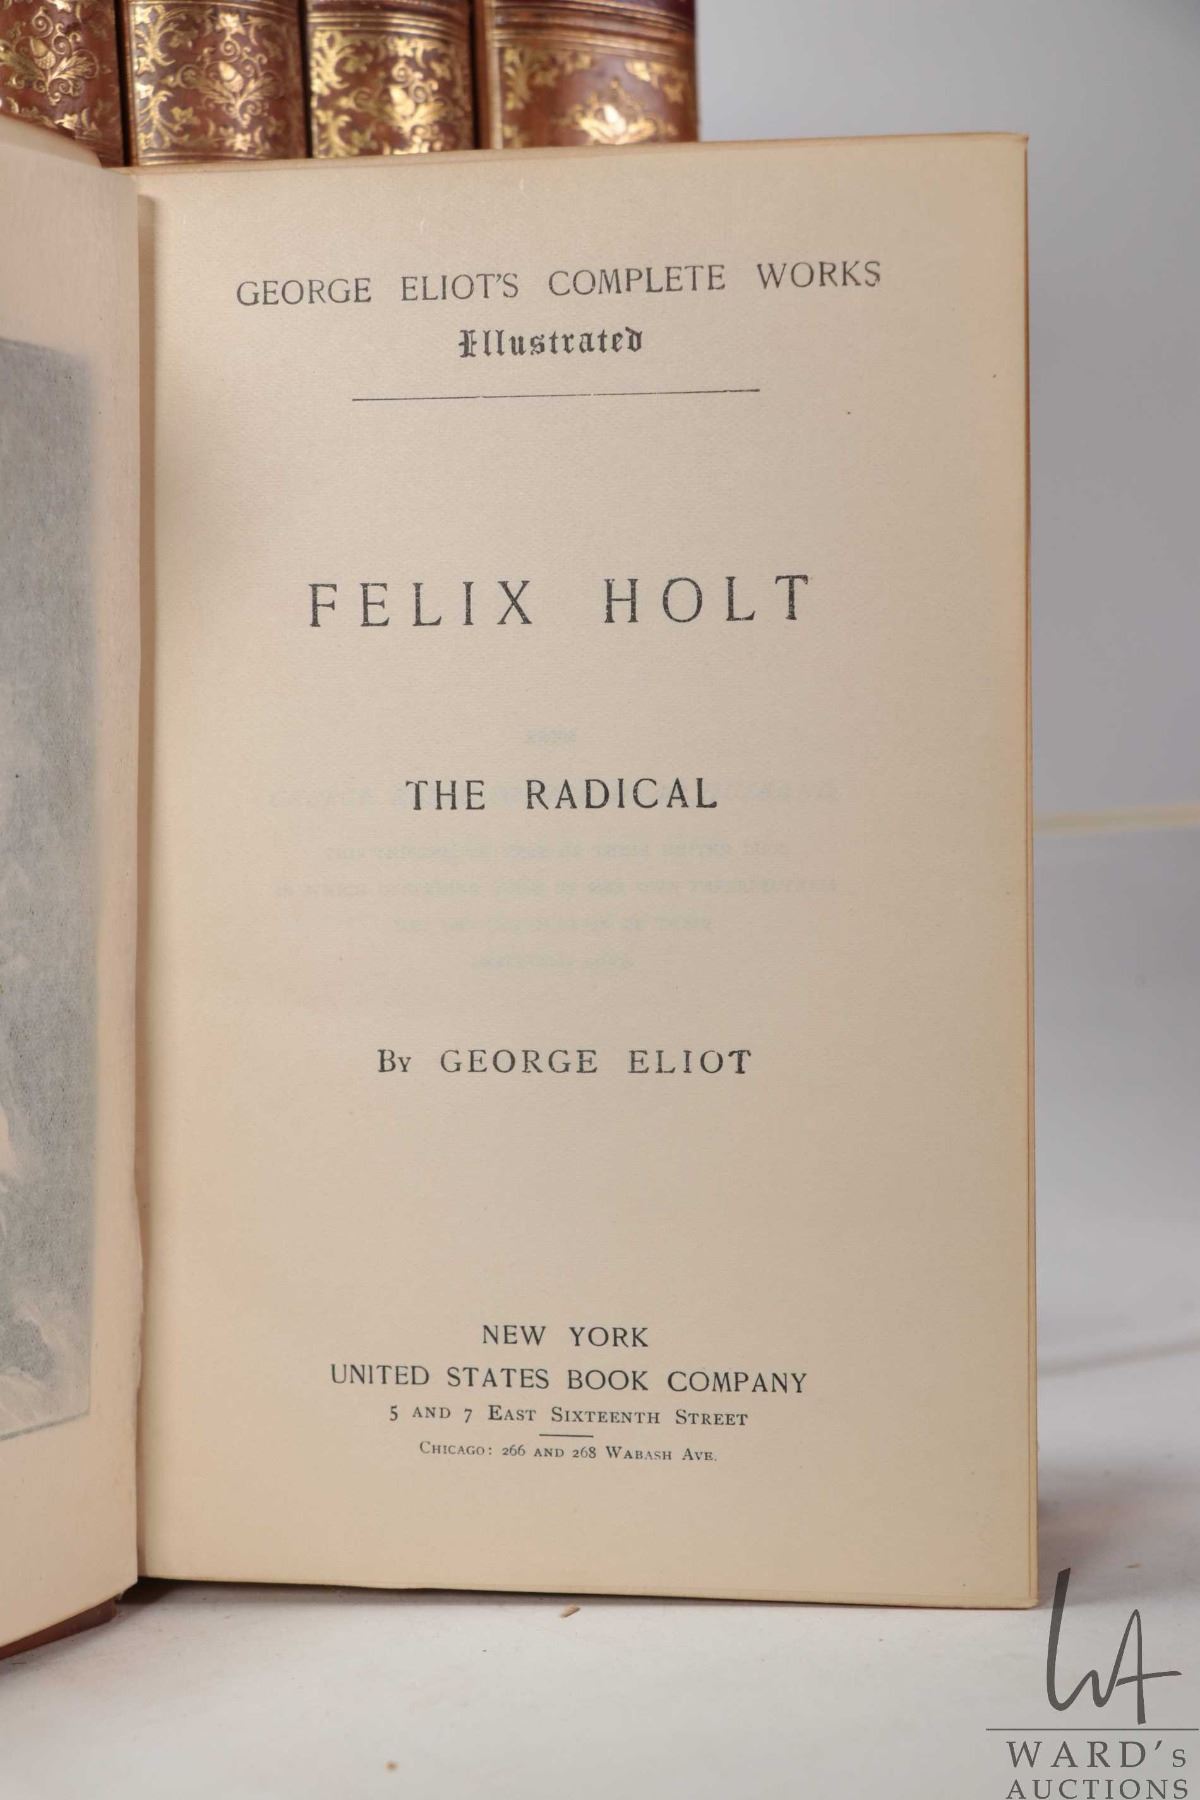 GEORGE ELIOT'S COMPLETE WORKS
Illustrated
FELIX HOLT
THE RADICAL
BY GEORGE ELIOT
NEW YORK
UNITED STATES BOOK COMPANY
5 AND 7 EAST SIXTEENTH STREET
CHICAGO: 266 AND 268 WABASH AVE.
WA
WARD'S
AUCTIONS